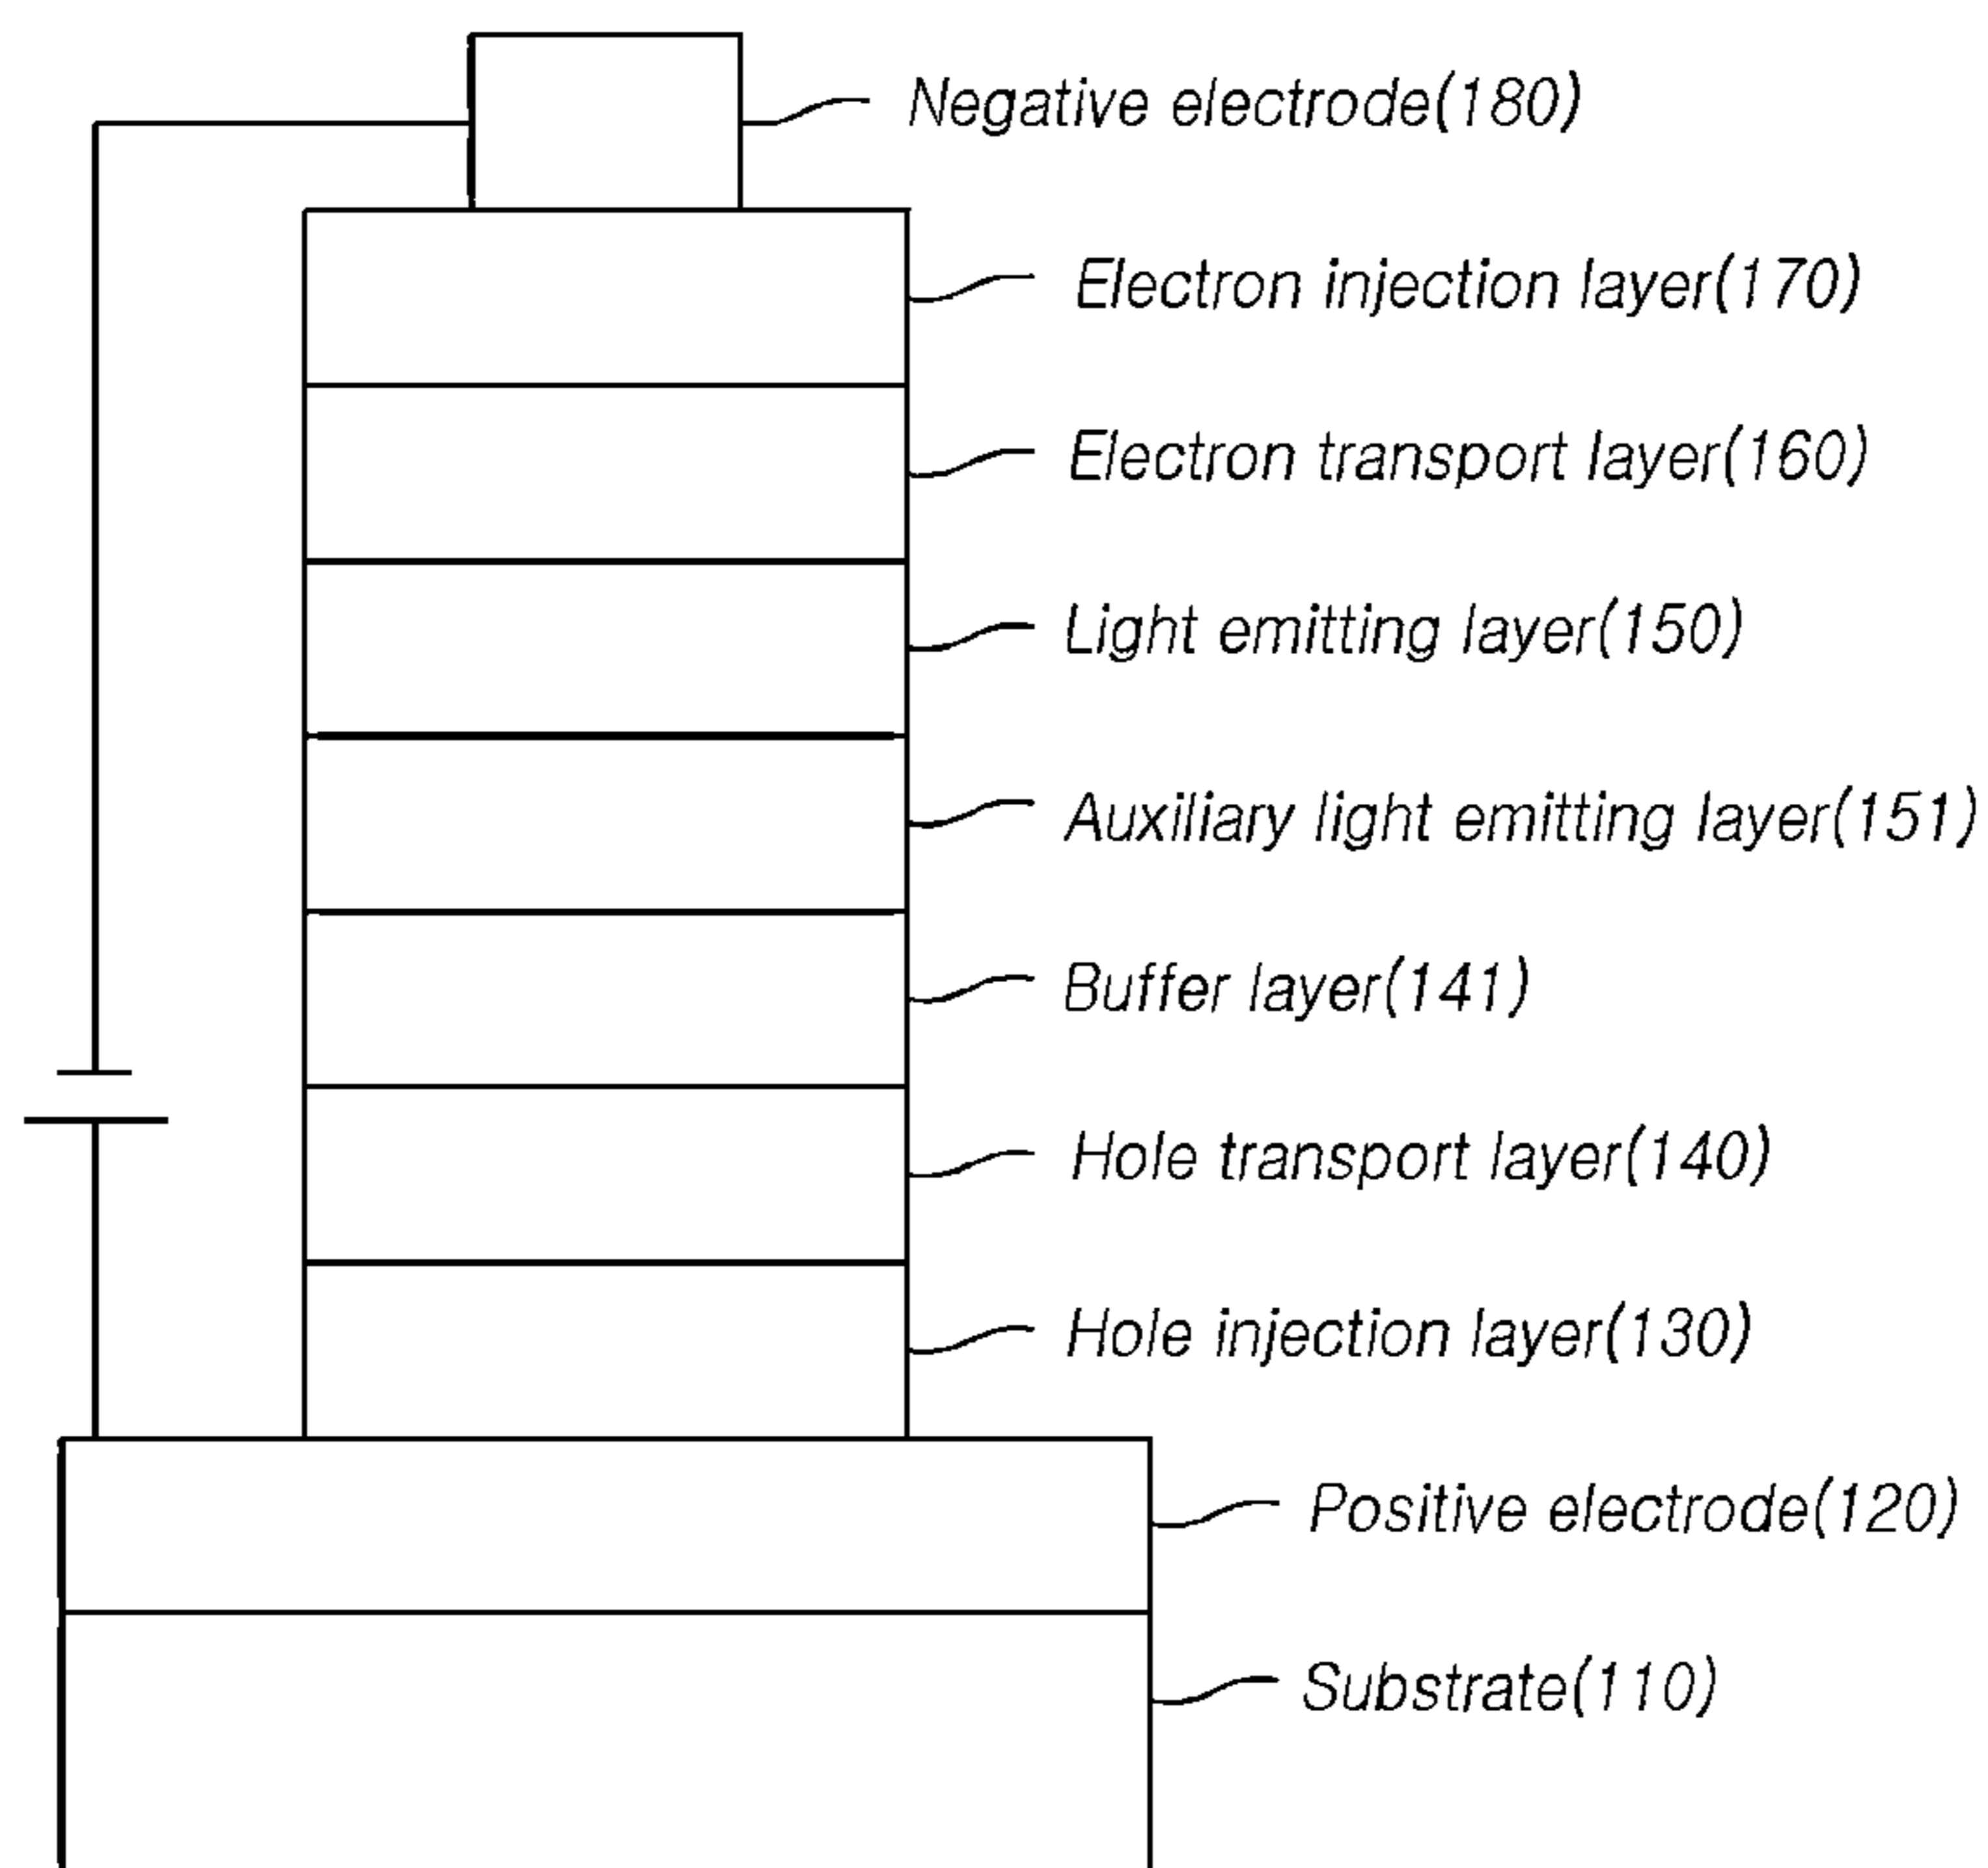 Negative electrode(180)
Electron injection layer(170)
Electron transport layer(160)
Light emitting layer(150)
Auxiliary light emitting layer(151)
Buffer layer(141)
Hole transport layer(140)
Hole injection layer(130)
Positive electrode(120)
Substrate(110)